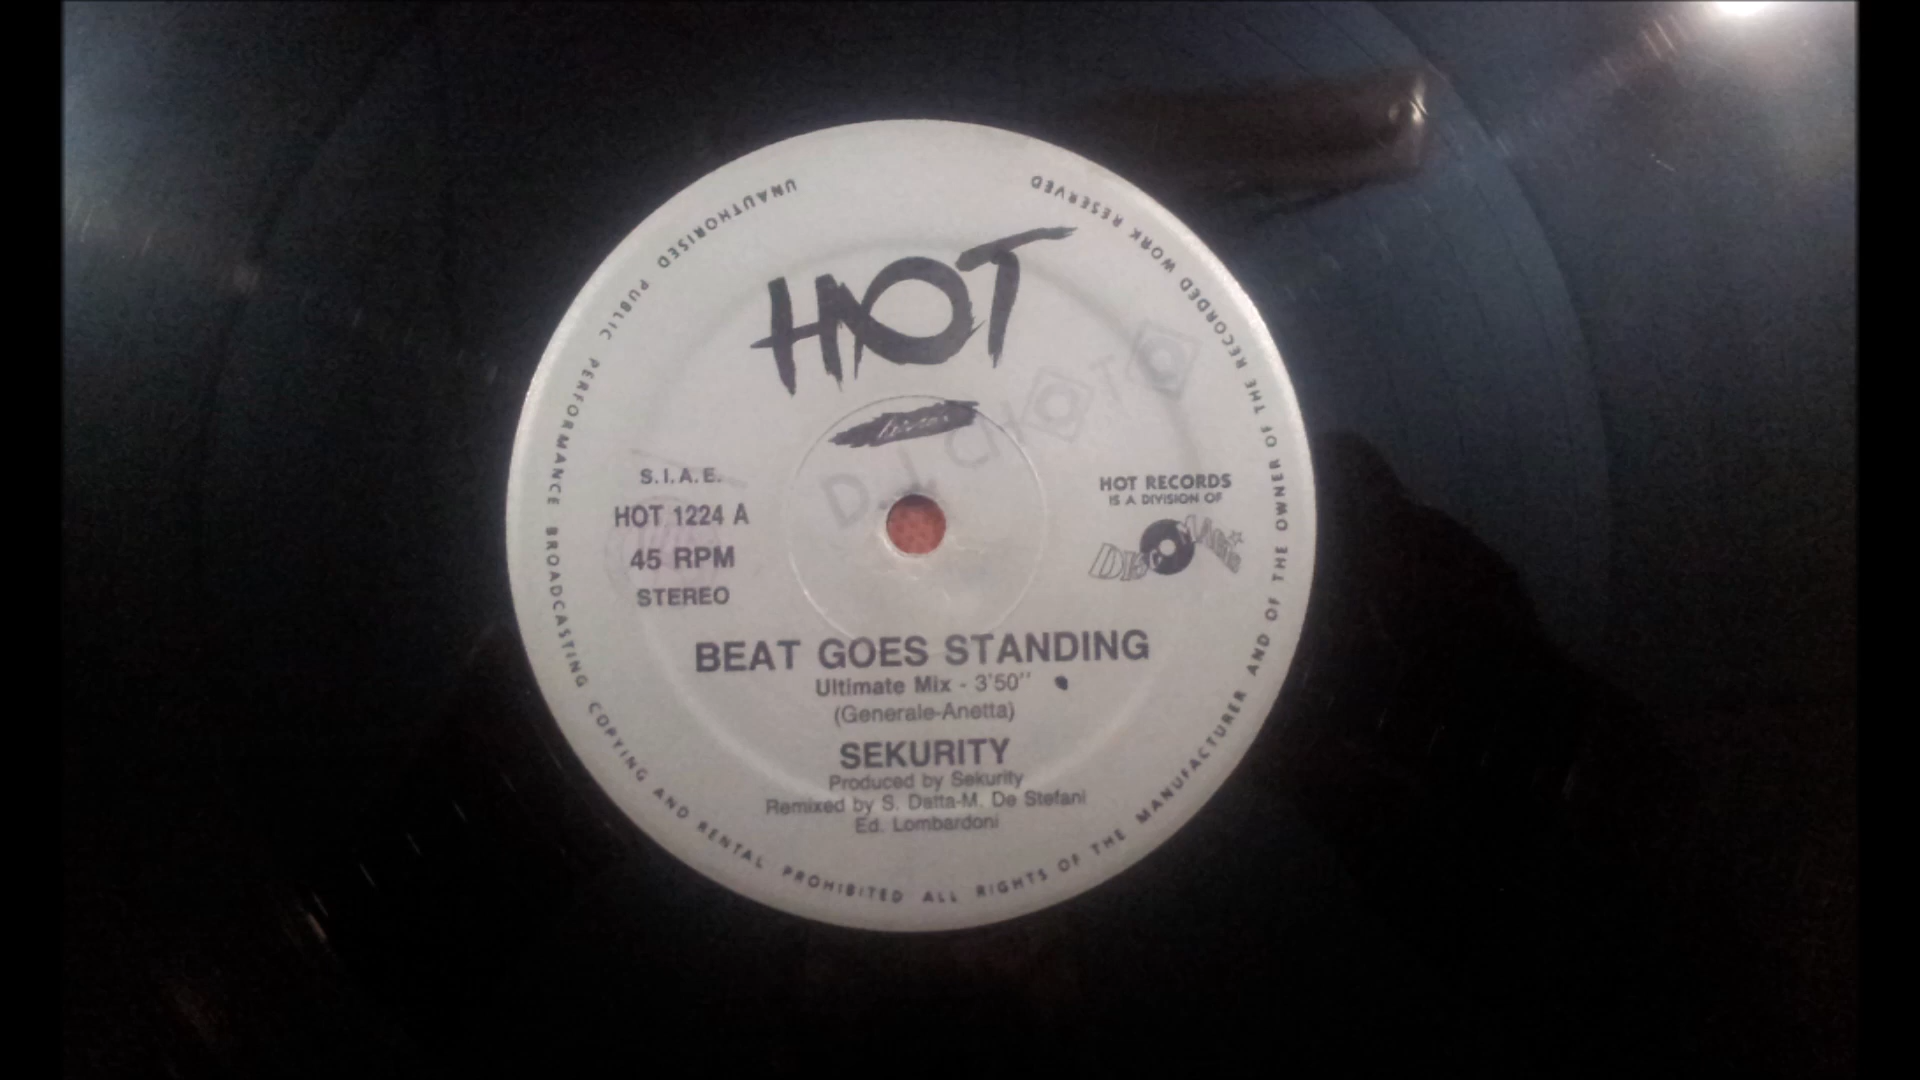 UNAUTHORISED PUBLIC PERFORMANCE BROADCASTING COPYING AND RENTAL PROHIBITED ALL RIGHTS OF THE MANUFACTURER AND OF THE OWNER OF THE RECORDED WORK RESERVED
HOT
D.J. CHOTO
S.I.A.E.
HOT 1224 A
45 RPM
STEREO
HOT RECORDS
IS A DIVISION OF
DISCOMAGIC
BEAT GOES STANDING
Ultimate Mix - 3'50''
(Generale-Anetta)
SEKURITY
Produced by Sekurity
Remixed by S. Datta-M. De Stefani
Ed. Lombardoni